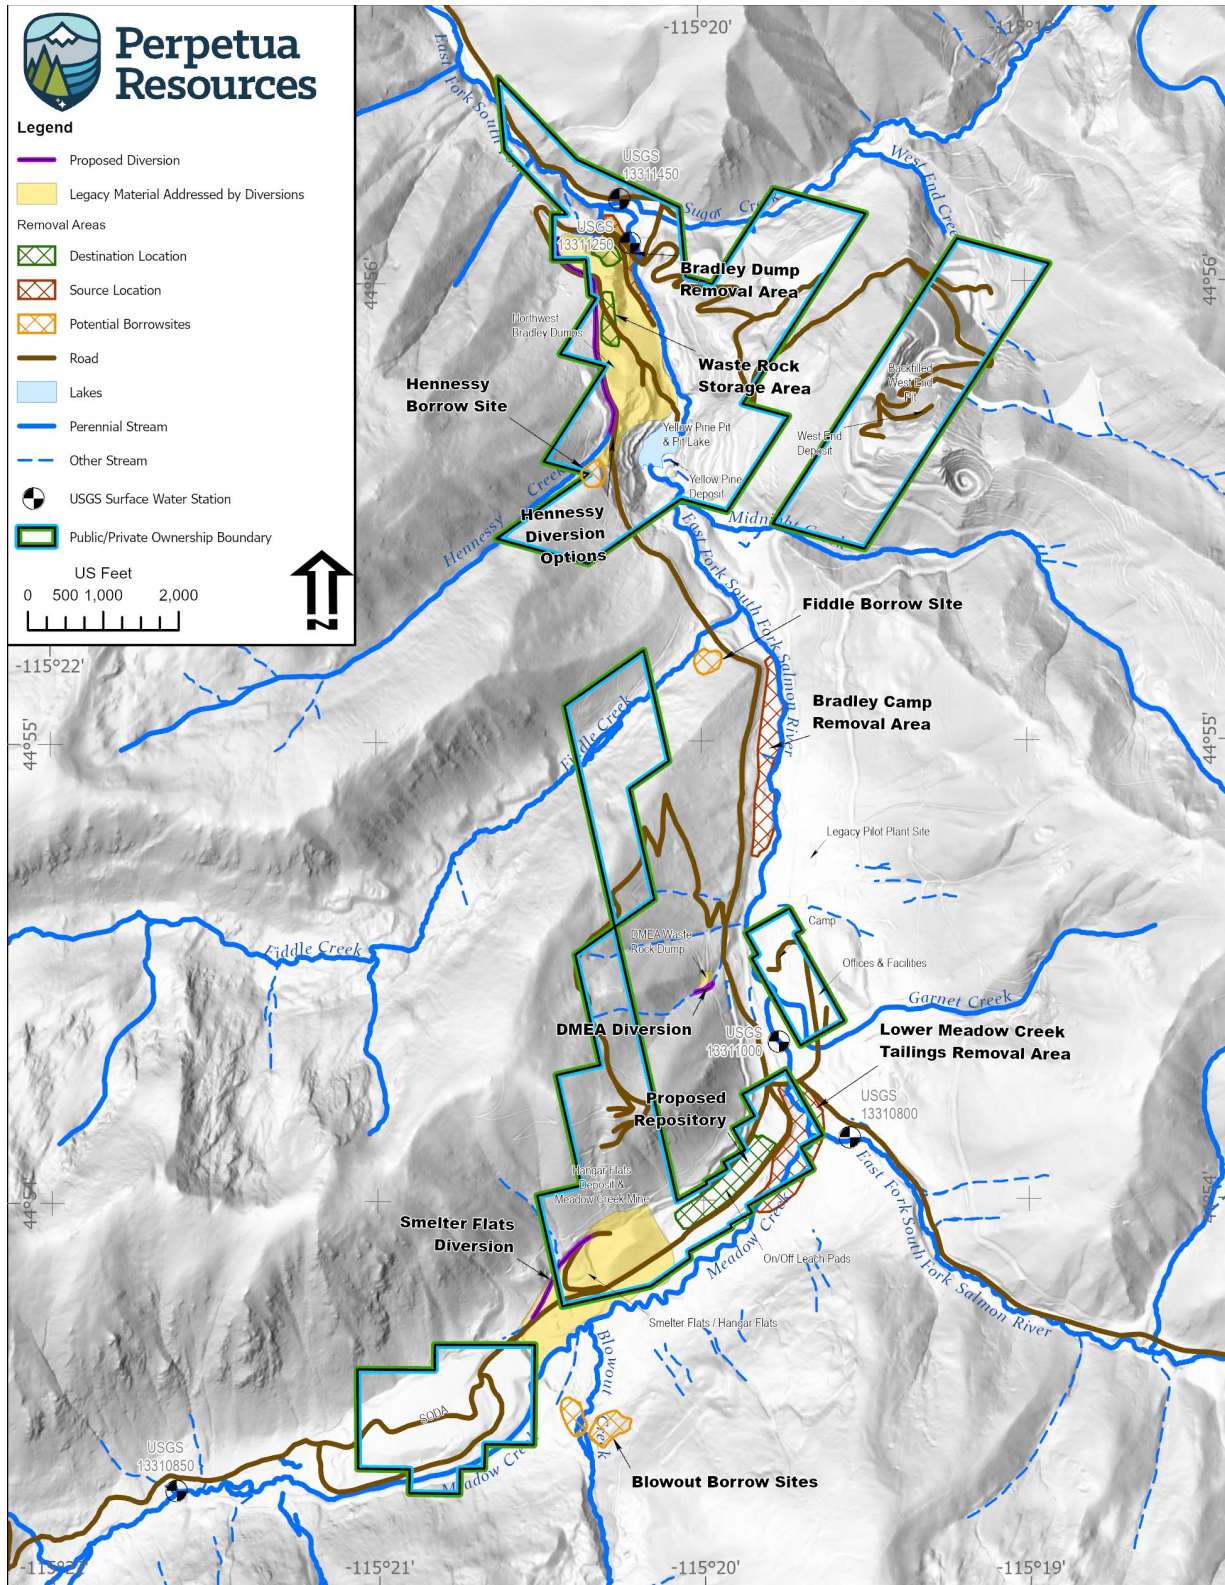 Perpetua
Resources
Legend
Proposed Diversion
Legacy Material Addressed by Diversions
Removal Areas
Destination Location
Source Location
Potential Borrowsites
Road
Lakes
Perennial Stream
Other Stream
USGS Surface Water Station
Public/Private Ownership Boundary
US Feet
0 500 1,000 2,000
N
-115°20'
-115°19'
East Fork South Fork
USGS
13311450
Sugar Creek
West End Creek
USGS
13311250
44°56'
44°56'
Bradley Dump
Removal Area
Northwest
Bradley Dumps
Waste Rock
Storage Area
Hennessy
Borrow Site
Backfilled
West End
Pit
Yellow Pine Pit
& Pit Lake
West End
Deposit
Yellow Pine
Deposit
Hennessy Creek
Hennessy
Diversion
Options
Midnight Creek
East Fork South Fork Salmon River
Fiddle Borrow SIte
-115°22'
Fiddle Creek
Bradley Camp
Removal Area
44°55'
44°55'
Legacy Pilot Plant Site
Camp
DMEA Waste
Rock Dump
Fiddle Creek
Offices & Facilities
Garnet Creek
DMEA Diversion
USGS
13311000
Lower Meadow Creek
Tailings Removal Area
Proposed
Repository
USGS
13310800
44°54'
44°54'
Hangar Flats
Deposit &
Meadow Creek Mine
East Fork South Fork Salmon River
Smelter Flats
Diversion
Meadow Creek
On/Off Leach Pads
Smelter Flats / Hangar Flats
Blowout Creek
SODA
USGS
13310850
Meadow Creek
Blowout Borrow Sites
-115°22'
-115°21'
-115°20'
-115°19'